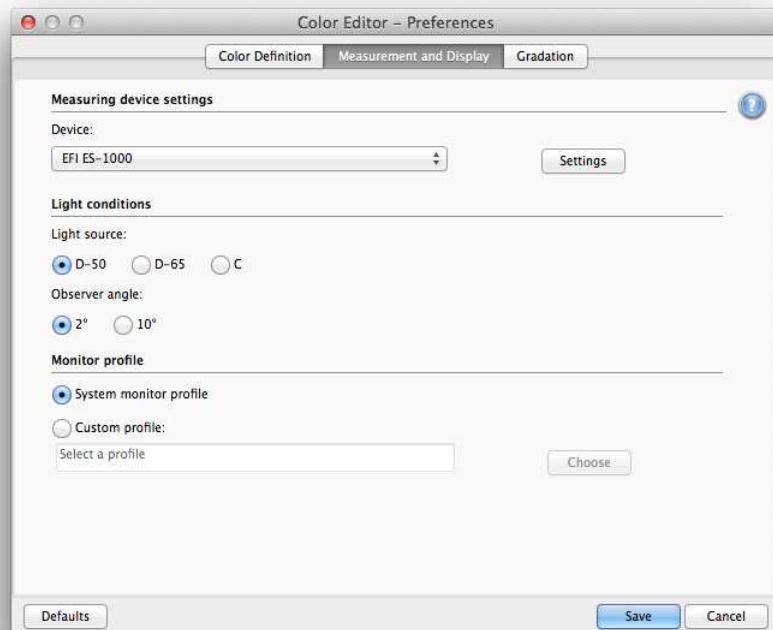 Color Editor – Preferences
Color Definition Measurement and Display Gradation
Measuring device settings
?
Device:
EFI ES-1000 Settings
Light conditions
Light source:
D-50 D-65 C
Observer angle:
2° 10°
Monitor profile
System monitor profile
Custom profile:
Select a profile Choose
Defaults Save Cancel